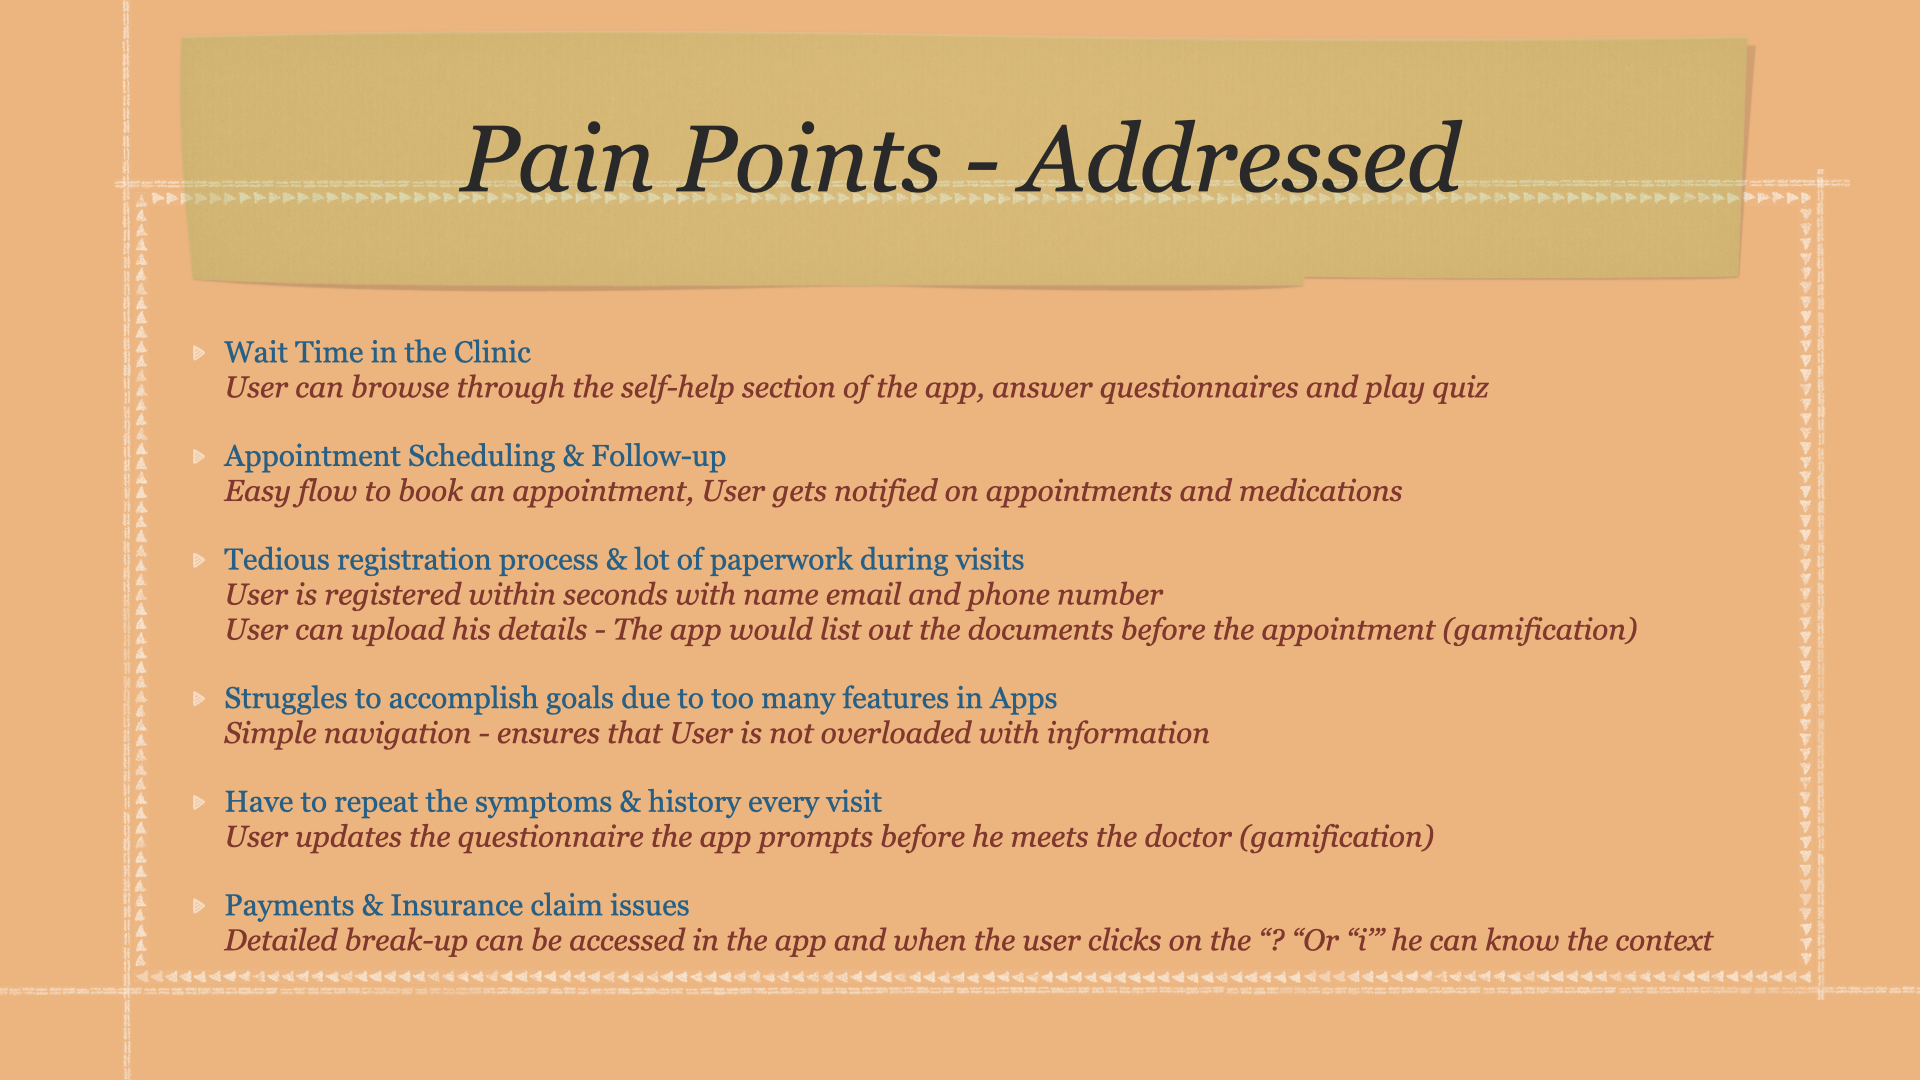 Pain Points - Addressed
Wait Time in the Clinic
User can browse through the self-help section of the app, answer questionnaires and play quiz
Appointment Scheduling & Follow-up
Easy flow to book an appointment, User gets notified on appointments and medications
Tedious registration process & lot of paperwork during visits
User is registered within seconds with name email and phone number
User can upload his details - The app would list out the documents before the appointment (gamification)
Struggles to accomplish goals due to too many features in Apps
Simple navigation - ensures that User is not overloaded with information
Have to repeat the symptoms & history every visit
User updates the questionnaire the app prompts before he meets the doctor (gamification)
Payments & Insurance claim issues
Detailed break-up can be accessed in the app and when the user clicks on the “? “Or “i”’ he can know the context